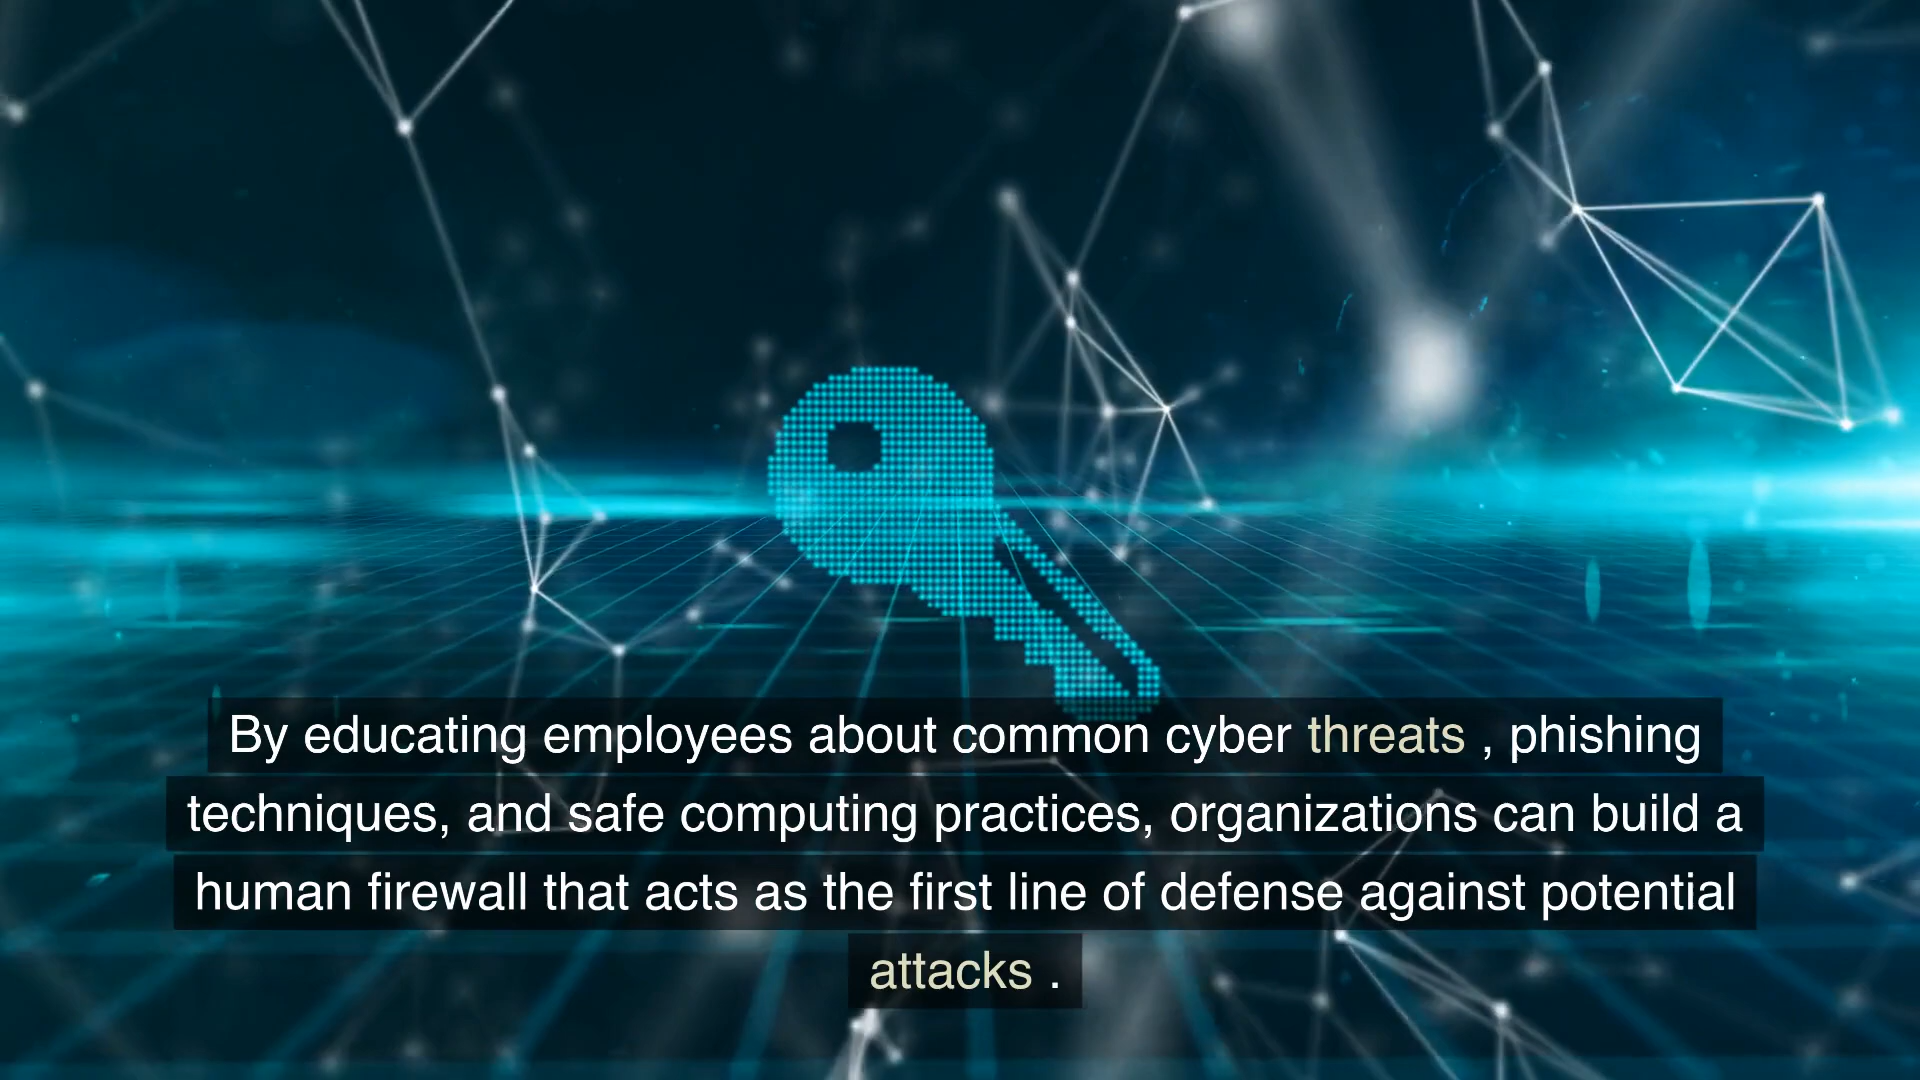 By educating employees about common cyber threats , phishing
techniques, and safe computing practices, organizations can build a
human firewall that acts as the first line of defense against potential
attacks .